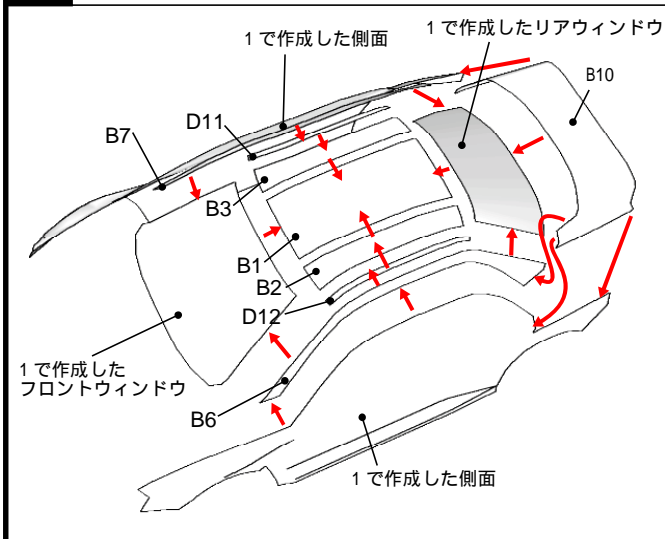 1で作成した側面
1で作成したリアウィンドウ
B10
D11
B7
B3
B1
B2
D12
1で作成した
フロントウィンドウ
B6
1で作成した側面